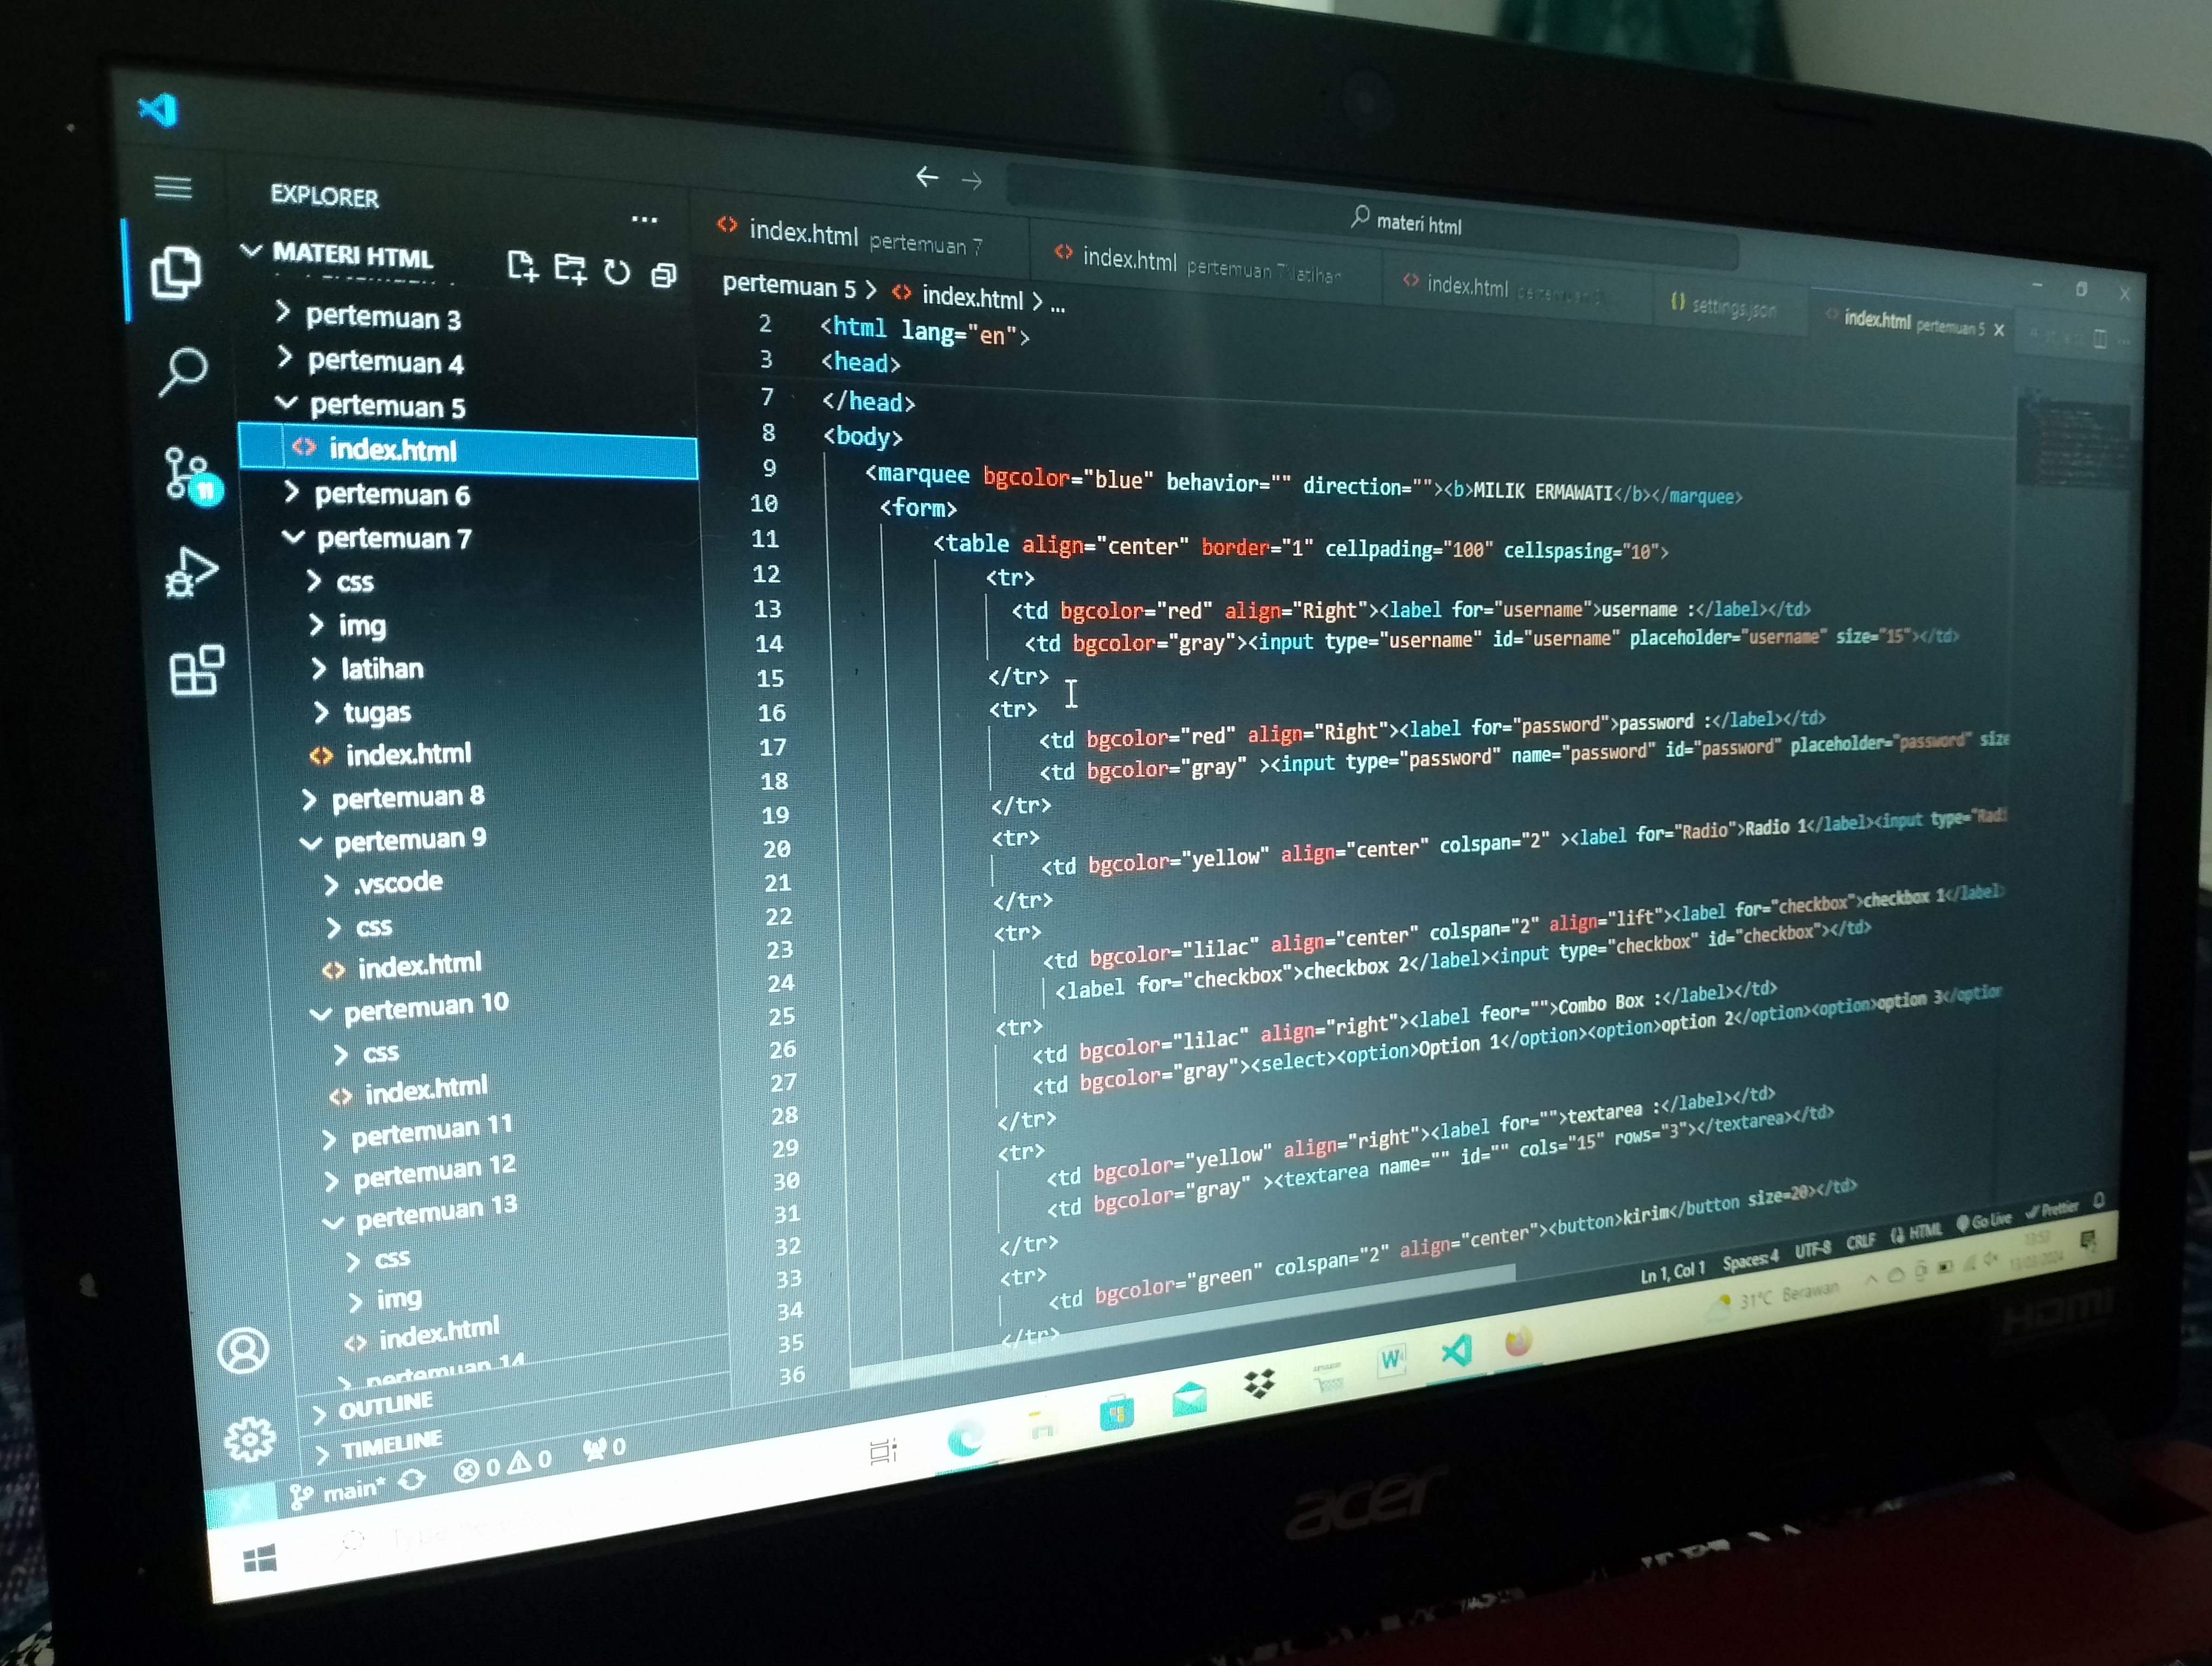 EXPLORER
...
materi html
MATERI HTML
pertemuan 3
pertemuan 4
pertemuan 5
index.html
pertemuan 6
pertemuan 7
css
img
latihan
tugas
index.html
pertemuan 8
pertemuan 9
.vscode
css
index.html
pertemuan 10
css
index.html
pertemuan 11
pertemuan 12
pertemuan 13
css
img
index.html
pertemuan 14
OUTLINE
TIMELINE
11
index.html pertemuan 7
index.html pertemuan 7\latihan
index.html
settings.json
index.html pertemuan 5
pertemuan 5 > index.html > ...
2 <html lang="en">
3 <head>
7 </head>
8 <body>
9 <marquee bgcolor="blue" behavior="" direction=""><b>MILIK ERMAWATI</b></marquee>
10 <form>
11 <table align="center" border="1" cellpading="100" cellspasing="10">
12 <tr>
13 <td bgcolor="red" align="Right"><label for="username">username :</label></td>
14 <td bgcolor="gray"><input type="username" id="username" placeholder="username" size="15"></td>
15 </tr>
16 <tr>
17 <td bgcolor="red" align="Right"><label for="password">password :</label></td>
18 <td bgcolor="gray" ><input type="password" name="password" id="password" placeholder="password" size
19 </tr>
20 <tr>
21 <td bgcolor="yellow" align="center" colspan="2" ><label for="Radio">Radio 1</label><input type="Radi
22 </tr>
23 <tr>
24 <td bgcolor="lilac" align="center" colspan="2" align="lift"><label for="checkbox">checkbox 1</label>
25 <label for="checkbox">checkbox 2</label><input type="checkbox" id="checkbox"></td>
26 <tr>
27 <td bgcolor="lilac" align="right"><label feor="">Combo Box :</label></td>
28 <td bgcolor="gray"><select><option>Option 1</option><option>option 2</option><option>option 3</option
29 </tr>
30 <tr>
31 <td bgcolor="yellow" align="right"><label for="">textarea :</label></td>
32 <td bgcolor="gray" ><textarea name="" id="" cols="15" rows="3"></textarea></td>
33 </tr>
34 <tr>
35 <td bgcolor="green" colspan="2" align="center"><button>kirim</button size=20></td>
36 </tr>
main* 0 0 0
Ln 1, Col 1 Spaces: 4 UTF-8 CRLF HTML Go Live Prettier
31°C Berawan
13:53
acer
HDMI